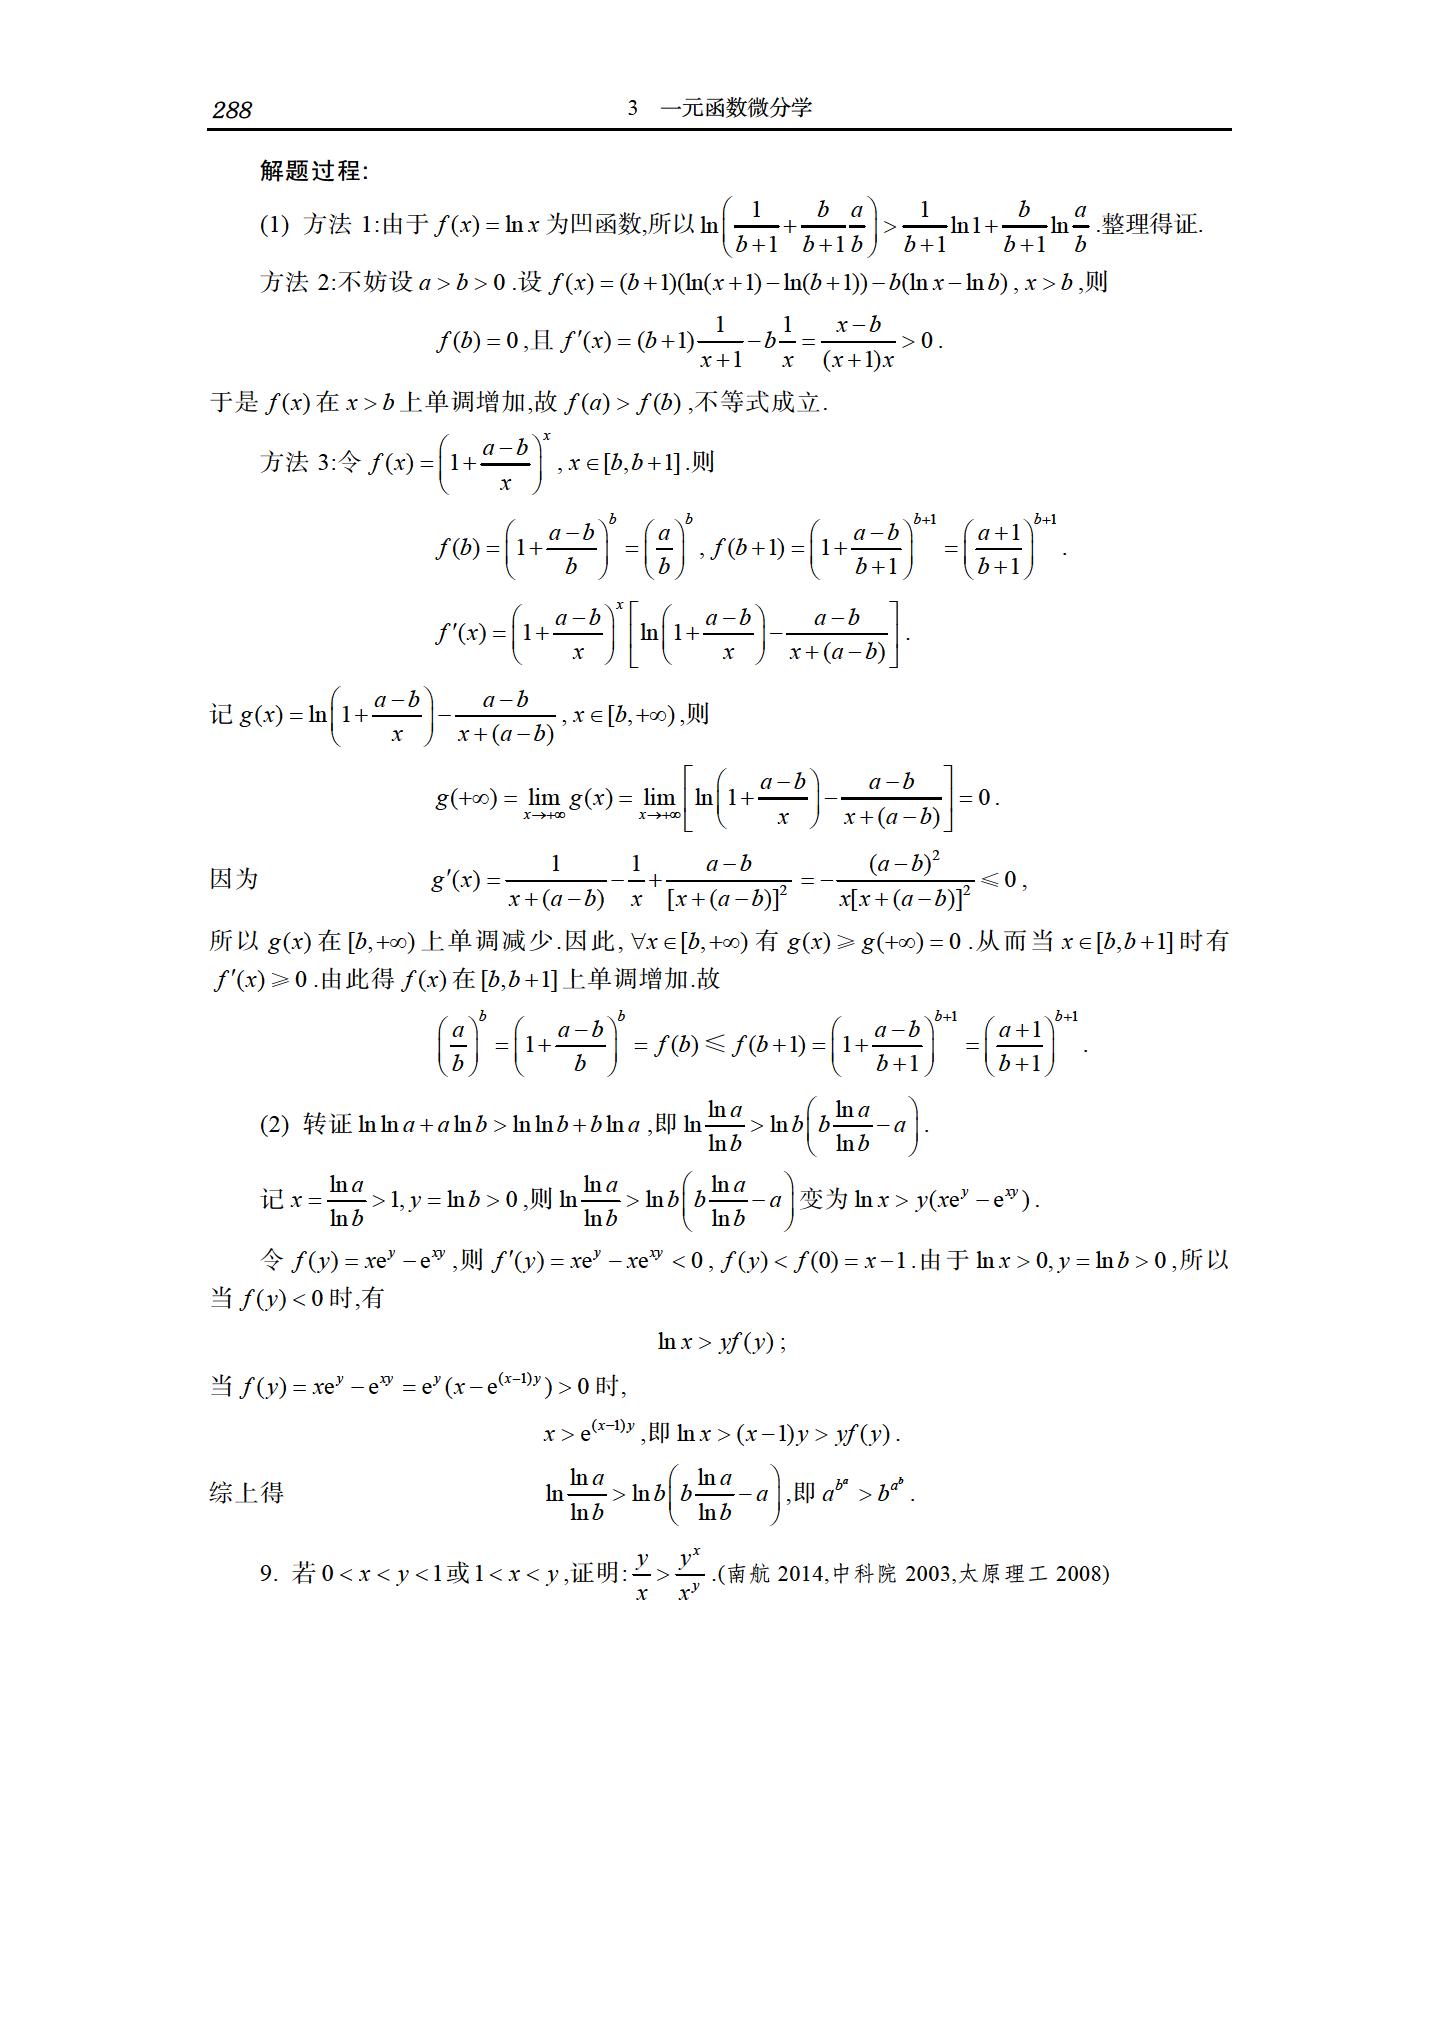 288 3 一元函数微分学
解题过程:
(1) 方法 1:由于 $f(x)=\ln x$ 为凹函数,所以 $\ln\left(\frac{1}{b+1}+\frac{b}{b+1}\frac{a}{b}\right)>\frac{1}{b+1}\ln 1+\frac{b}{b+1}\ln\frac{a}{b}$ .整理得证.
方法 2:不妨设 $a>b>0$ .设 $f(x)=(b+1)(\ln(x+1)-\ln(b+1))-b(\ln x-\ln b)$ , $x>b$ ,则
$f(b)=0$ ,且 $f'(x)=(b+1)\frac{1}{x+1}-b\frac{1}{x}=\frac{x-b}{(x+1)x}>0$ .
于是 $f(x)$ 在 $x>b$ 上单调增加,故 $f(a)>f(b)$ ,不等式成立.
方法 3:令 $f(x)=\left(1+\frac{a-b}{x}\right)^x$ , $x\in[b,b+1]$ .则
$f(b)=\left(1+\frac{a-b}{b}\right)^b=\left(\frac{a}{b}\right)^b$ , $f(b+1)=\left(1+\frac{a-b}{b+1}\right)^{b+1}=\left(\frac{a+1}{b+1}\right)^{b+1}$ .
$f'(x)=\left(1+\frac{a-b}{x}\right)^x\left[\ln\left(1+\frac{a-b}{x}\right)-\frac{a-b}{x+(a-b)}\right]$ .
记 $g(x)=\ln\left(1+\frac{a-b}{x}\right)-\frac{a-b}{x+(a-b)}$ , $x\in[b,+\infty)$ ,则
$g(+\infty)=\lim_{x\to+\infty}g(x)=\lim_{x\to+\infty}\left[\ln\left(1+\frac{a-b}{x}\right)-\frac{a-b}{x+(a-b)}\right]=0$ .
因为 $g'(x)=\frac{1}{x+(a-b)}-\frac{1}{x}+\frac{a-b}{[x+(a-b)]^2}=-\frac{(a-b)^2}{x[x+(a-b)]^2}\leqslant 0$ ,
所以 $g(x)$ 在 $[b,+\infty)$ 上单调减少.因此, $\forall x\in[b,+\infty)$ 有 $g(x)\geqslant g(+\infty)=0$ .从而当 $x\in[b,b+1]$ 时有
$f'(x)\geqslant 0$ .由此得 $f(x)$ 在 $[b,b+1]$ 上单调增加.故
$\left(\frac{a}{b}\right)^b=\left(1+\frac{a-b}{b}\right)^b=f(b)\leqslant f(b+1)=\left(1+\frac{a-b}{b+1}\right)^{b+1}=\left(\frac{a+1}{b+1}\right)^{b+1}$ .
(2) 转证 $\ln\ln a+a\ln b>\ln\ln b+b\ln a$ ,即 $\ln\frac{\ln a}{\ln b}>\ln b\left(b\frac{\ln a}{\ln b}-a\right)$ .
记 $x=\frac{\ln a}{\ln b}>1,y=\ln b>0$ ,则 $\ln\frac{\ln a}{\ln b}>\ln b\left(b\frac{\ln a}{\ln b}-a\right)$ 变为 $\ln x>y(xe^y-e^{xy})$ .
令 $f(y)=xe^y-e^{xy}$ ,则 $f'(y)=xe^y-xe^{xy}<0$ , $f(y)<f(0)=x-1$ .由于 $\ln x>0,y=\ln b>0$ ,所以
当 $f(y)<0$ 时,有
$\ln x>yf(y)$ ;
当 $f(y)=xe^y-e^{xy}=e^y(x-e^{(x-1)y})>0$ 时,
$x>e^{(x-1)y}$ ,即 $\ln x>(x-1)y>yf(y)$ .
综上得 $\ln\frac{\ln a}{\ln b}>\ln b\left(b\frac{\ln a}{\ln b}-a\right)$ ,即 $a^{b^a}>b^{a^b}$ .
9. 若 $0<x<y<1$ 或 $1<x<y$ ,证明: $\frac{y}{x}>\frac{y^x}{x^y}$ .(南航 2014,中科院 2003,太原理工 2008)